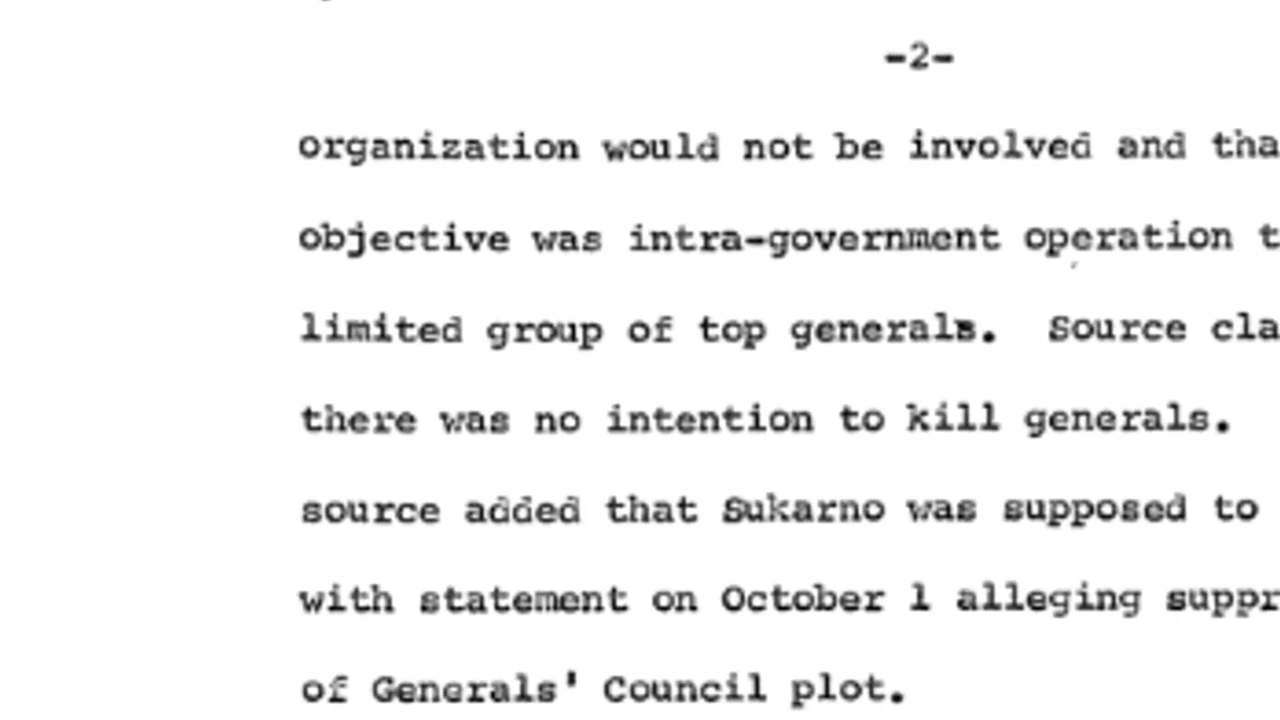 -2-
organization would not be involved and tha
objective was intra-government operation t
limited group of top generals. Source cla
there was no intention to kill generals.
source added that Sukarno was supposed to
with statement on October 1 alleging suppr
of Generals' Council plot.